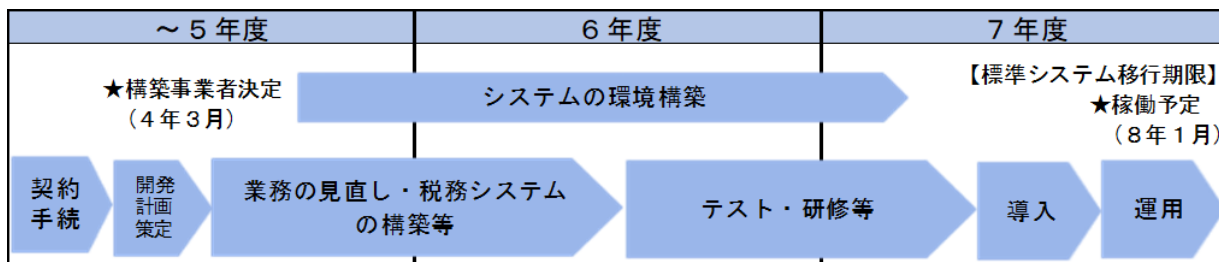 ～５年度
６年度
７年度
★構築事業者決定
（４年３月）
システムの環境構築
【標準システム移行期限】
★稼働予定
（８年１月）
契約
手続
開発
計画
策定
業務の見直し・税務システム
の構築等
テスト・研修等
導入
運用